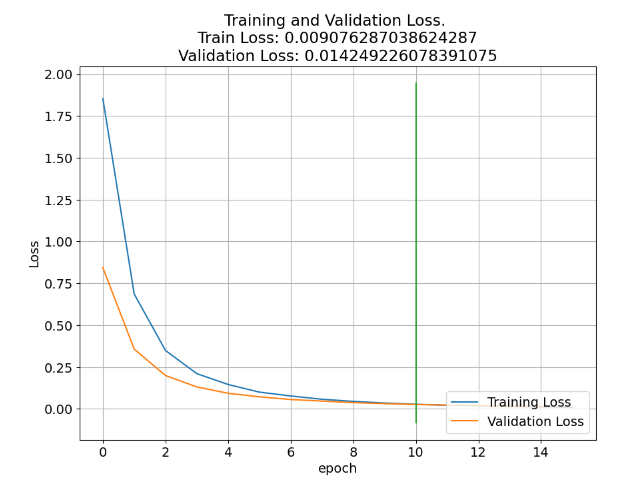 Training and Validation Loss.
Train Loss: 0.009076287038624287
Validation Loss: 0.014249226078391075
2.00
1.75
1.50
1.25
1.00
0.75
0.50
0.25
0.00
Loss
0 2 4 6 8 10 12 14
epoch
Training Loss
Validation Loss